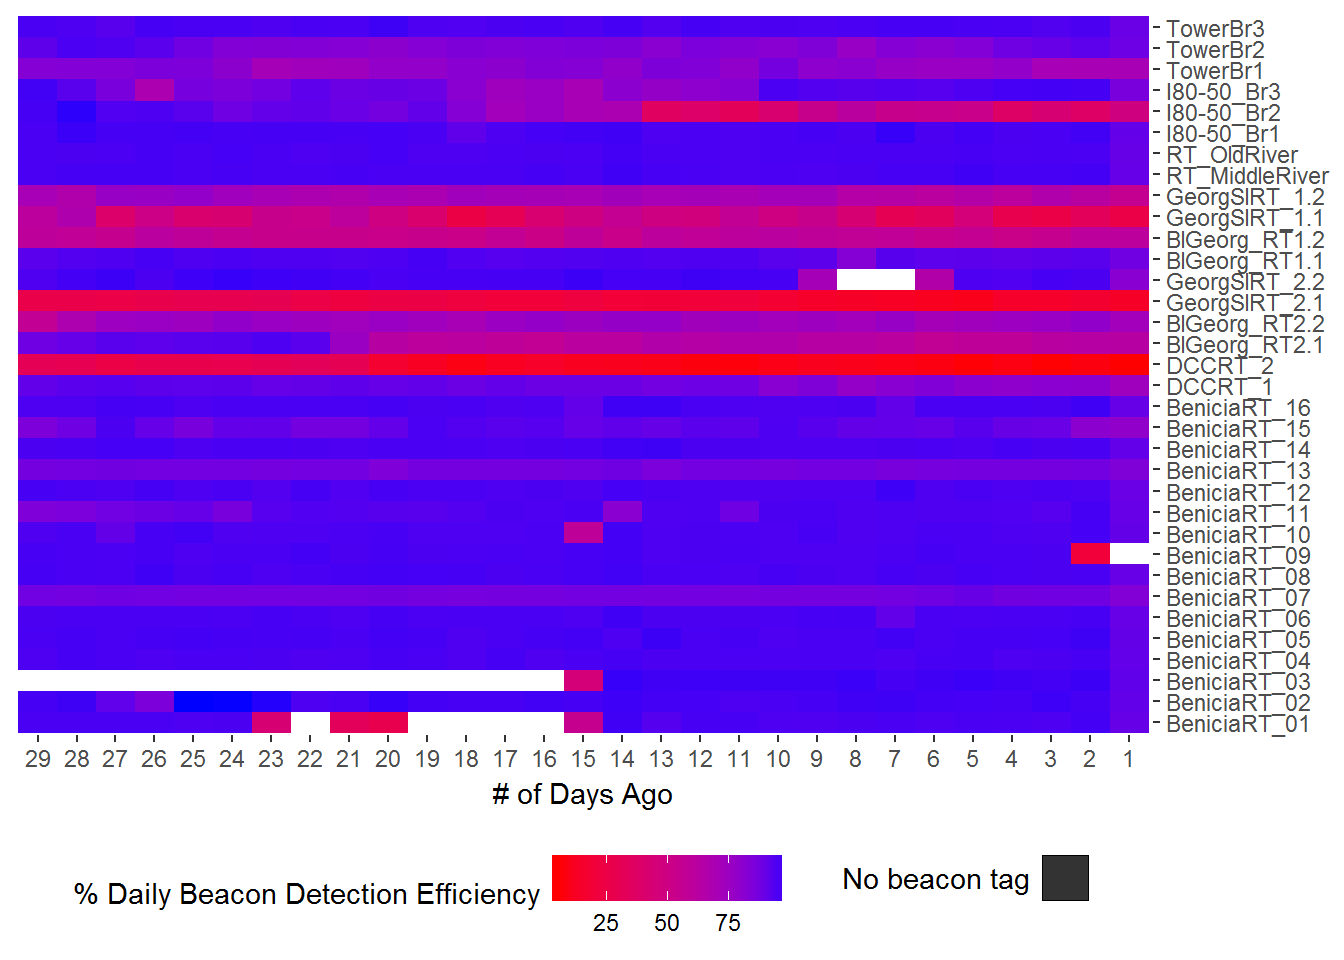 TowerBr3
TowerBr2
TowerBr1
I80-50_Br3
I80-50_Br2
I80-50_Br1
RT_OldRiver
RT_MiddleRiver
GeorgSlRT_1.2
GeorgSlRT_1.1
BlGeorg_RT1.2
BlGeorg_RT1.1
GeorgSlRT_2.2
GeorgSlRT_2.1
BlGeorg_RT2.2
BlGeorg_RT2.1
DCCRT_2
DCCRT_1
BeniciaRT_16
BeniciaRT_15
BeniciaRT_14
BeniciaRT_13
BeniciaRT_12
BeniciaRT_11
BeniciaRT_10
BeniciaRT_09
BeniciaRT_08
BeniciaRT_07
BeniciaRT_06
BeniciaRT_05
BeniciaRT_04
BeniciaRT_03
BeniciaRT_02
BeniciaRT_01
29 28 27 26 25 24 23 22 21 20 19 18 17 16 15 14 13 12 11 10 9 8 7 6 5 4 3 2 1
# of Days Ago
% Daily Beacon Detection Efficiency
25 50 75
No beacon tag